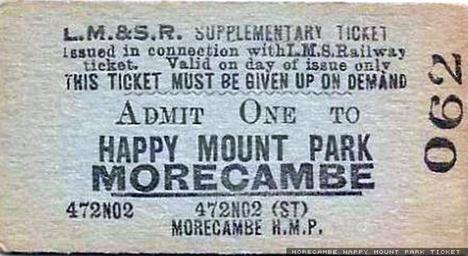 L.M.&S.R. SUPPLEMENTARY TICKET
Issued in connection with L.M.S. Railway
ticket. Valid on day of issue only
THIS TICKET MUST BE GIVEN UP ON DEMAND
ADMIT ONE TO
HAPPY MOUNT PARK
MORECAMBE
472N02 472N02 (ST)
MORECAMBE H.M.P.
062
MORECAMBE HAPPY MOUNT PARK TICKET